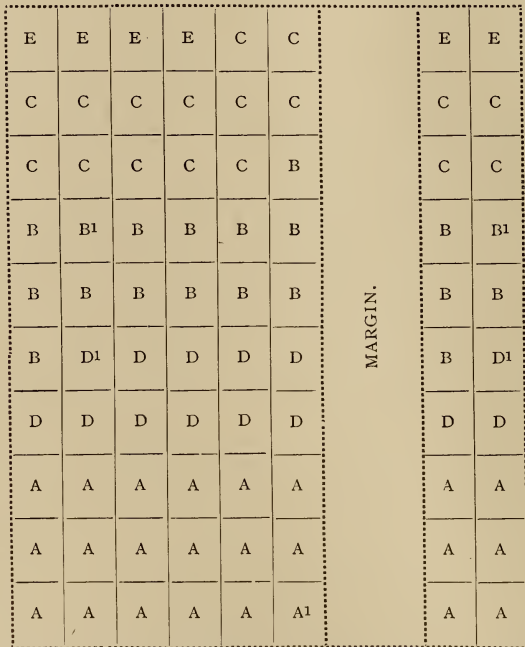 E E E E C C E E
C C C C C C C C
C C C C C B C C
B B1 B B B B B B1
B B B B B B B B
MARGIN.
B D1 D D D D B D1
D D D D D D D D
A A A A A A A A
A A A A A A A A
A A A A A A1 A A